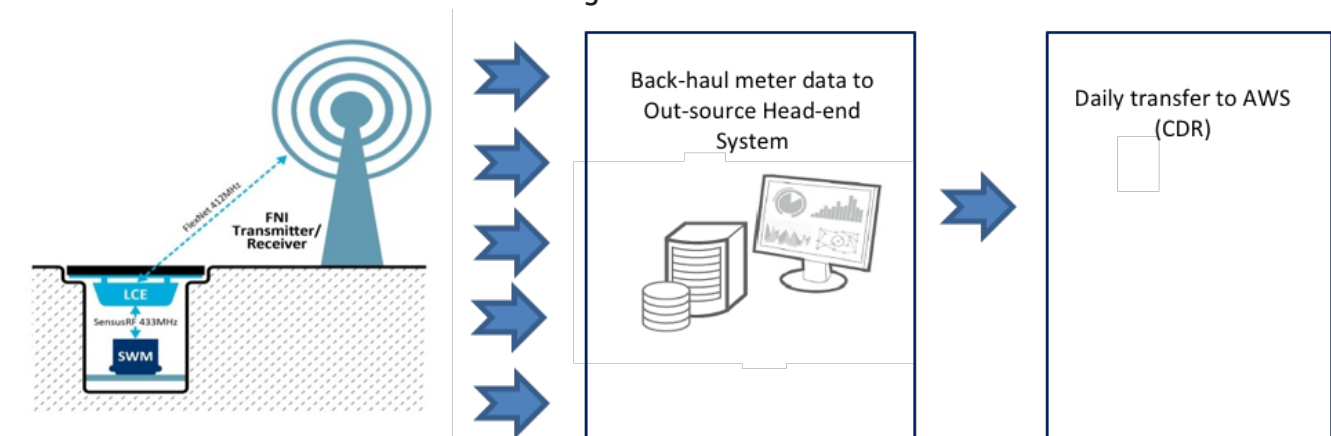 FlexNet 412MHz
FNI
Transmitter/
Receiver
LCE
SensusRF 433MHz
SWM
Back-haul meter data to
Out-source Head-end
System
Daily transfer to AWS
(CDR)